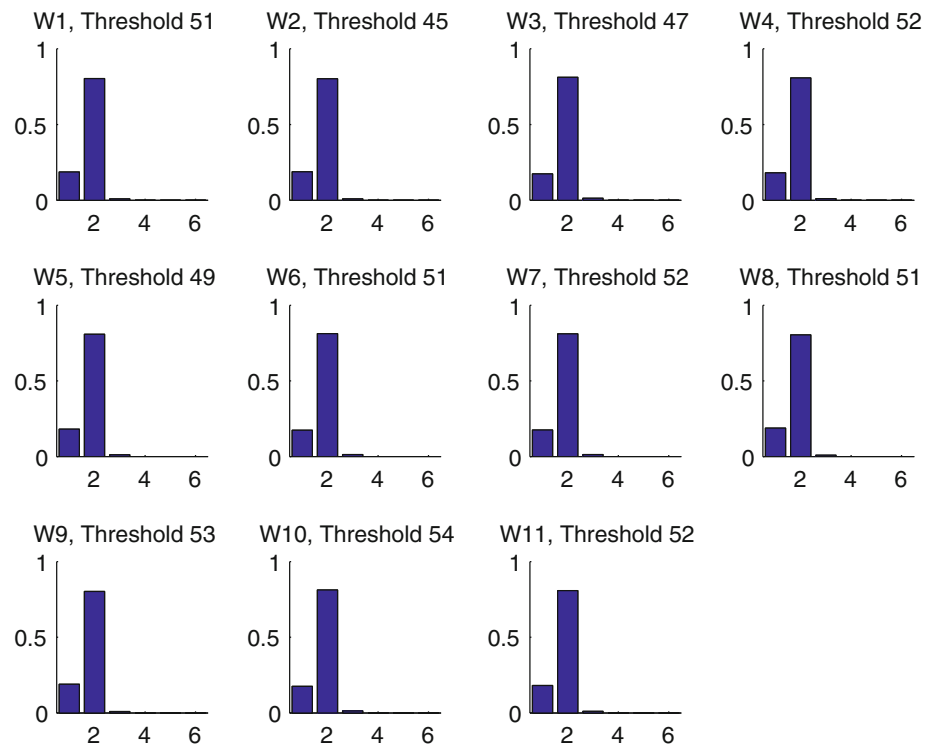 W1, Threshold 51
W2, Threshold 45
W3, Threshold 47
W4, Threshold 52
1
0.5
0
2 4 6
1
0.5
0
2 4 6
1
0.5
0
2 4 6
1
0.5
0
2 4 6
W5, Threshold 49
W6, Threshold 51
W7, Threshold 52
W8, Threshold 51
1
0.5
0
2 4 6
1
0.5
0
2 4 6
1
0.5
0
2 4 6
1
0.5
0
2 4 6
W9, Threshold 53
W10, Threshold 54
W11, Threshold 52
1
0.5
0
2 4 6
1
0.5
0
2 4 6
1
0.5
0
2 4 6